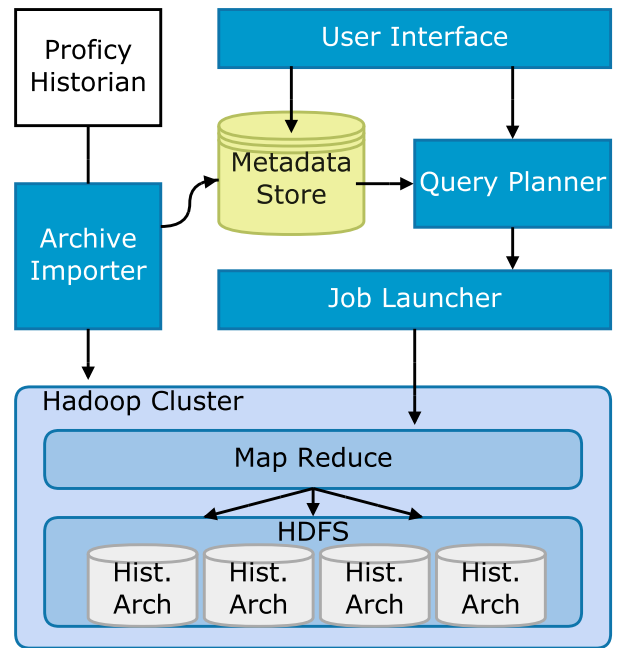 Proficy
Historian
User Interface
Metadata
Store
Query Planner
Archive
Importer
Job Launcher
Hadoop Cluster
Map Reduce
HDFS
Hist.
Arch
Hist.
Arch
Hist.
Arch
Hist.
Arch